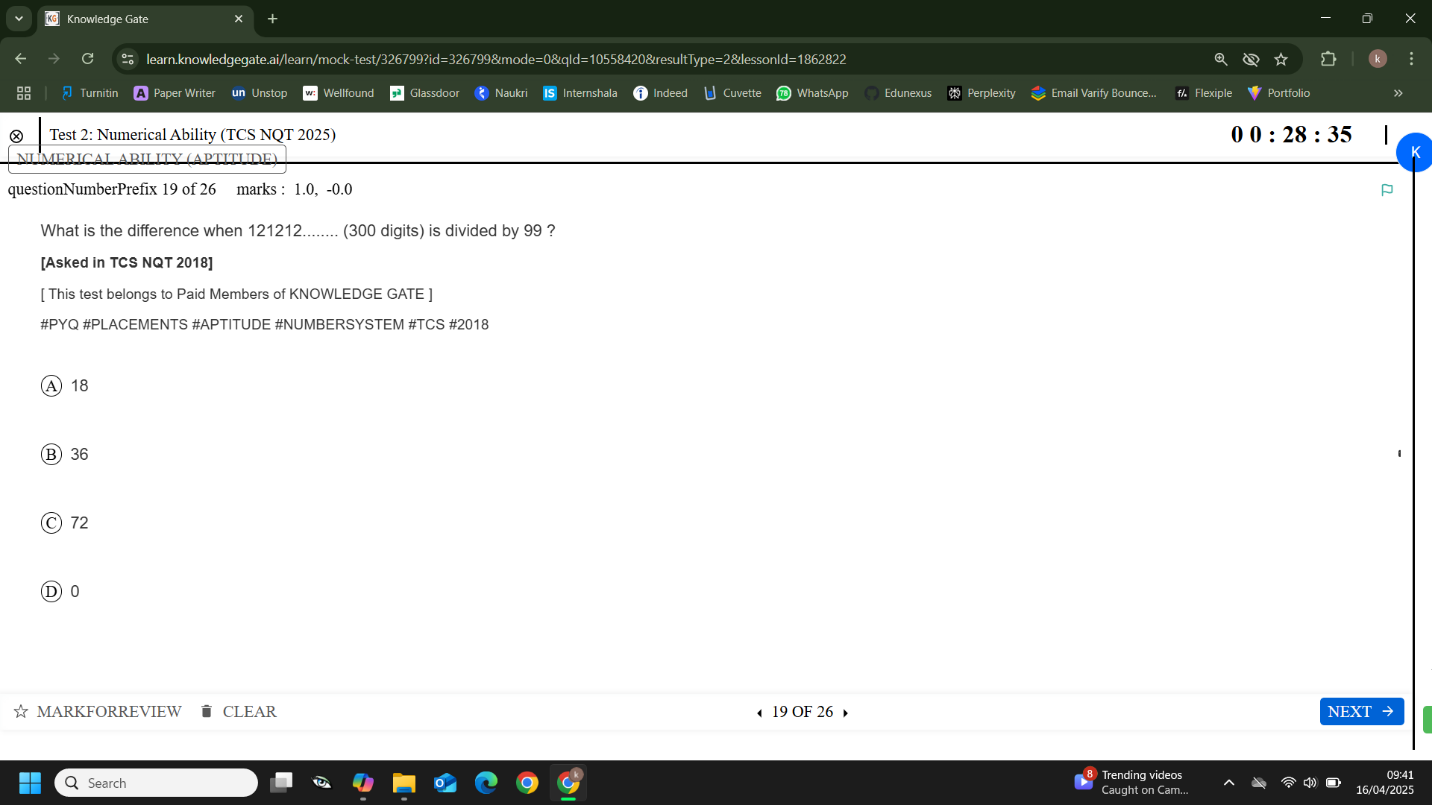 Knowledge Gate
learn.knowledgegate.ai/learn/mock-test/326799?id=326799&mode=0&qId=10558420&resultType=2&lessonId=1862822
k
Turnitin
A Paper Writer
un Unstop
w: Wellfound
Glassdoor
Naukri
IS Internshala
Indeed
Cuvette
WhatsApp
Edunexus
Perplexity
Email Varify Bounce...
f/. Flexiple
Portfolio
»
Test 2: Numerical Ability (TCS NQT 2025)
00:28:35
K
NUMERICAL ABILITY (APTITUDE)
questionNumberPrefix 19 of 26 marks : 1.0, -0.0
What is the difference when 121212........ (300 digits) is divided by 99 ?
[Asked in TCS NQT 2018]
[ This test belongs to Paid Members of KNOWLEDGE GATE ]
#PYQ #PLACEMENTS #APTITUDE #NUMBERSYSTEM #TCS #2018
A 18
B 36
C 72
D 0
MARKFORREVIEW
CLEAR
19 OF 26
NEXT
Search
8
Trending videos
Caught on Cam...
09:41
16/04/2025